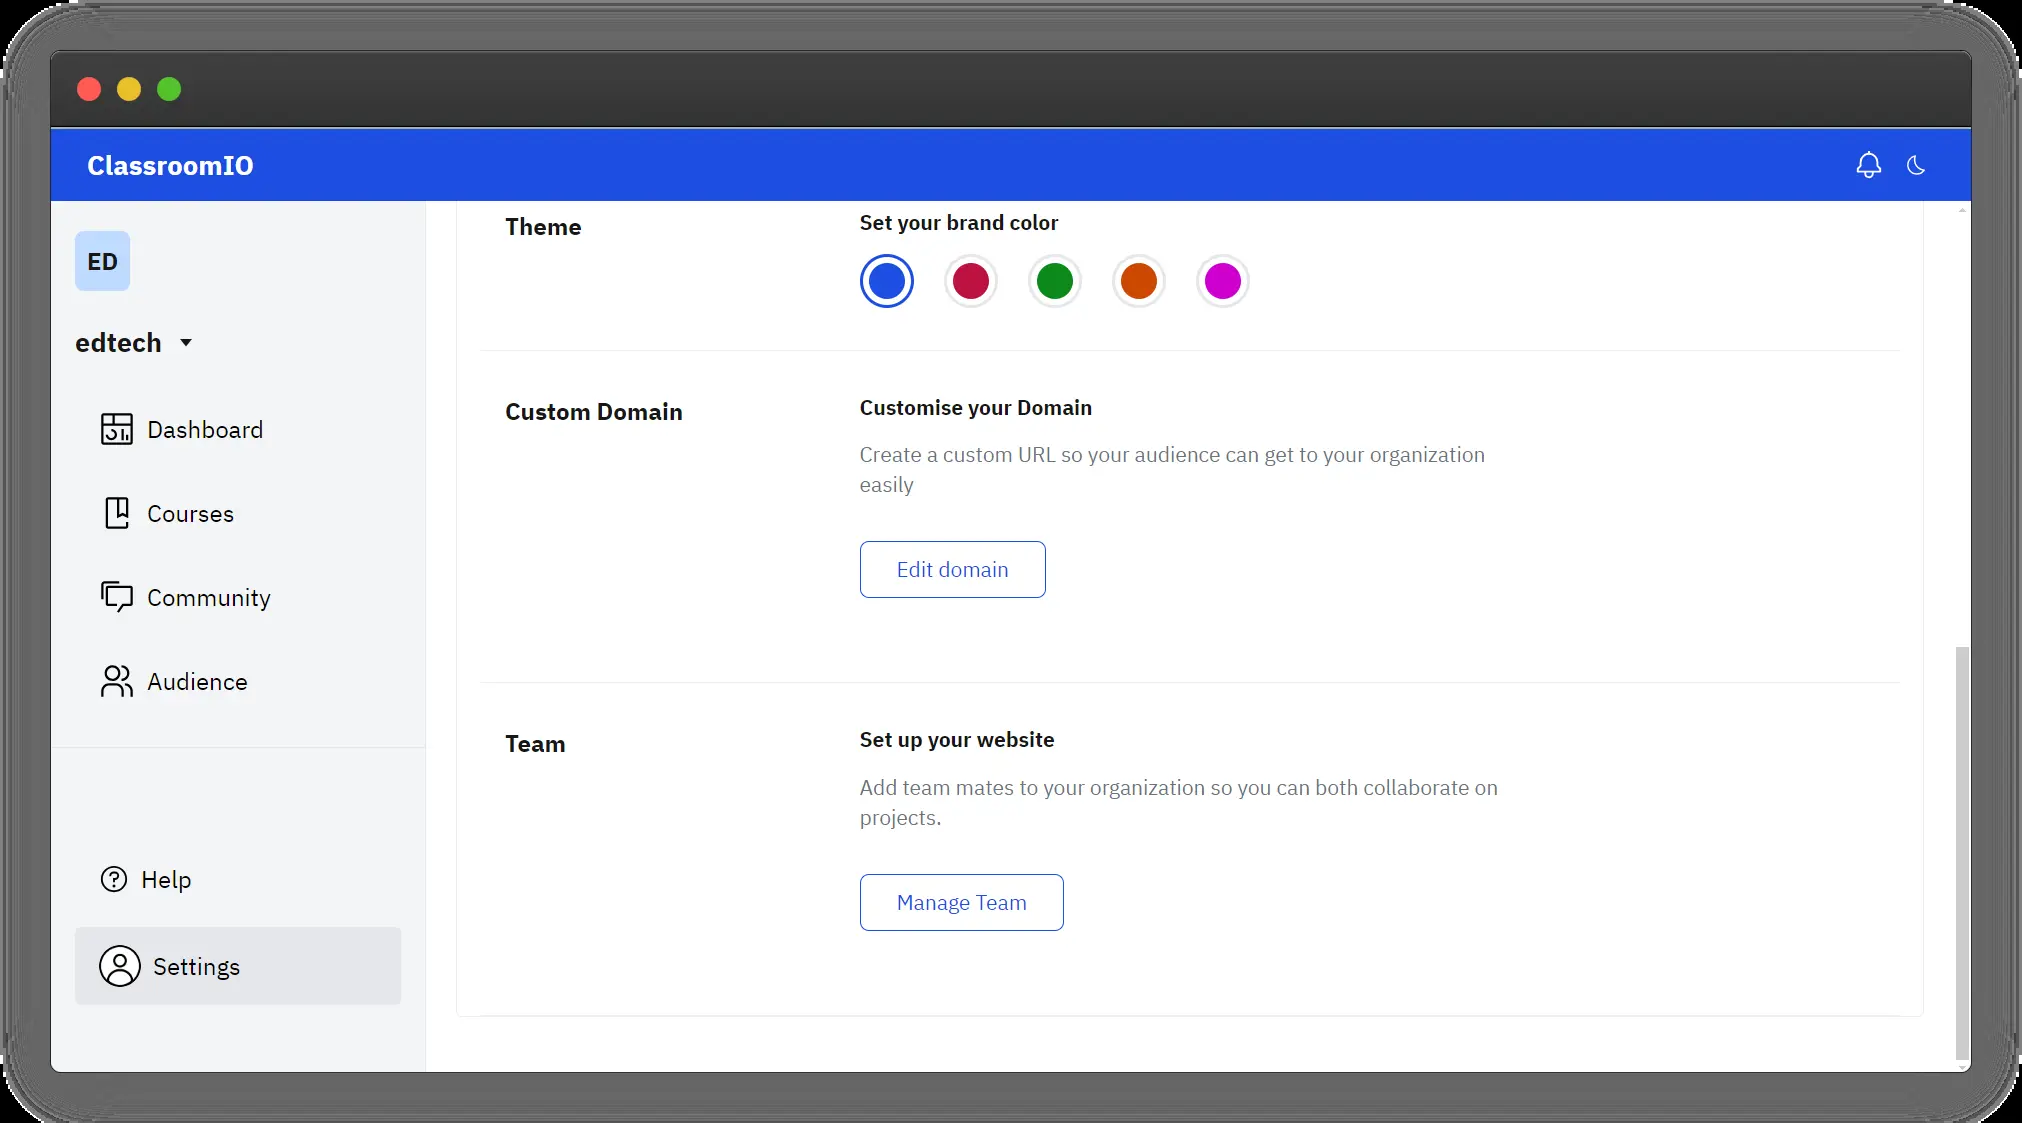 ClassroomIO
ED
edtech
Dashboard
Courses
Community
Audience
Help
Settings
Theme
Set your brand color
Custom Domain
Customise your Domain
Create a custom URL so your audience can get to your organization
easily
Edit domain
Team
Set up your website
Add team mates to your organization so you can both collaborate on
projects.
Manage Team